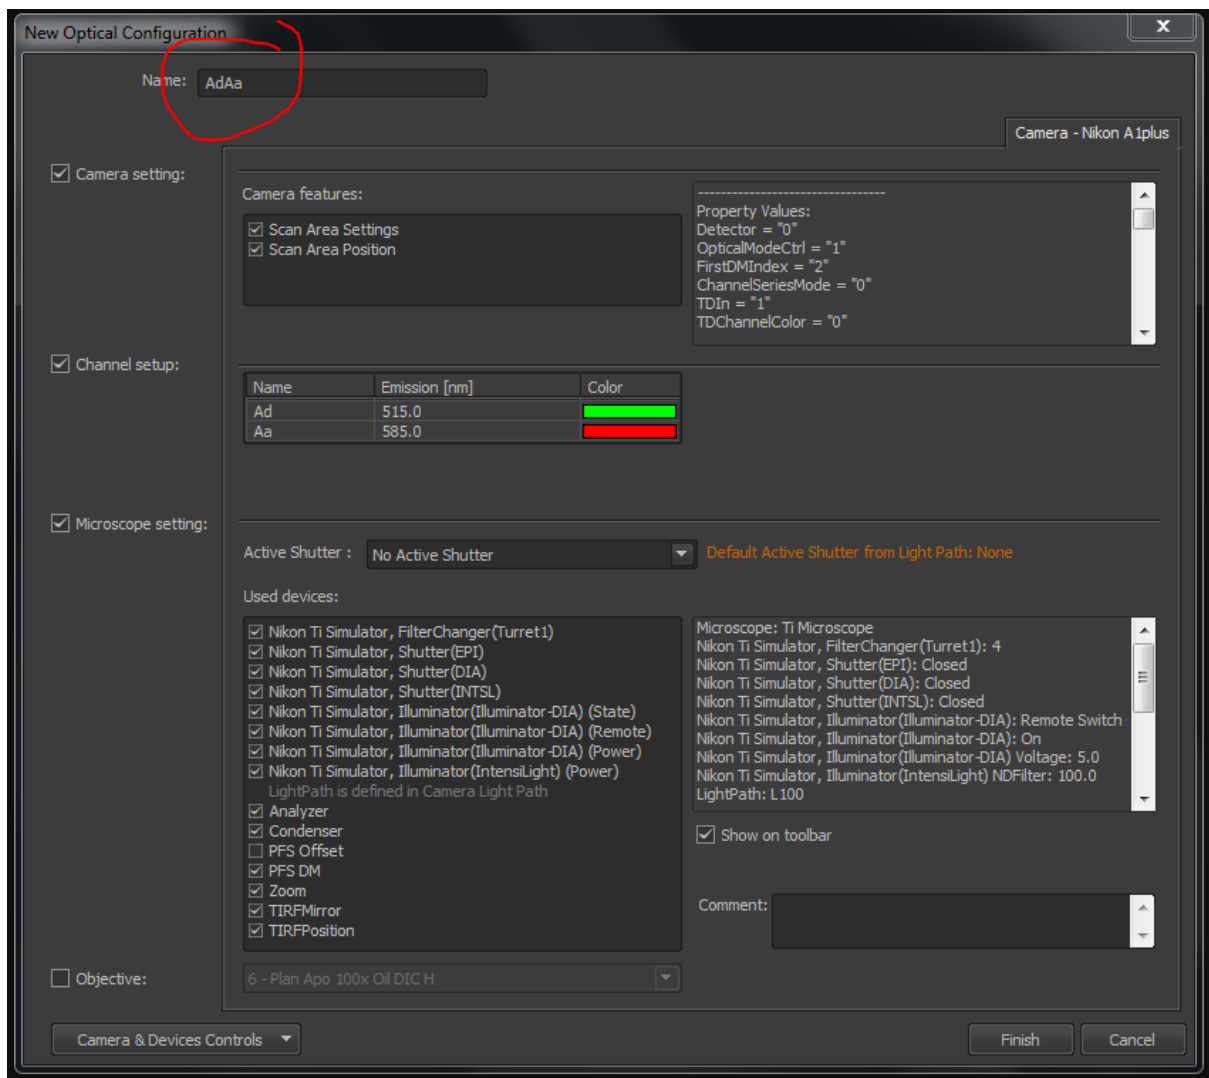 New Optical Configuration
X
Name: AdAa
Camera - Nikon A1plus
Camera setting:
Camera features:
Scan Area Settings
Scan Area Position
---------------------------------
Property Values:
Detector = "0"
OpticalModeCtrl = "1"
FirstDMIndex = "2"
ChannelSeriesMode = "0"
TDIn = "1"
TDChannelColor = "0"
Channel setup:
Name Emission [nm] Color
Ad 515.0
Aa 585.0
Microscope setting:
Active Shutter : No Active Shutter Default Active Shutter from Light Path: None
Used devices:
Nikon Ti Simulator, FilterChanger(Turret1)
Nikon Ti Simulator, Shutter(EPI)
Nikon Ti Simulator, Shutter(DIA)
Nikon Ti Simulator, Shutter(INTSL)
Nikon Ti Simulator, Illuminator(Illuminator-DIA) (State)
Nikon Ti Simulator, Illuminator(Illuminator-DIA) (Remote)
Nikon Ti Simulator, Illuminator(Illuminator-DIA) (Power)
Nikon Ti Simulator, Illuminator(IntensiLight) (Power)
LightPath is defined in Camera Light Path
Analyzer
Condenser
PFS Offset
PFS DM
Zoom
TIRFMirror
TIRFPosition
Microscope: Ti Microscope
Nikon Ti Simulator, FilterChanger(Turret1): 4
Nikon Ti Simulator, Shutter(EPI): Closed
Nikon Ti Simulator, Shutter(DIA): Closed
Nikon Ti Simulator, Shutter(INTSL): Closed
Nikon Ti Simulator, Illuminator(Illuminator-DIA): Remote Switch
Nikon Ti Simulator, Illuminator(Illuminator-DIA): On
Nikon Ti Simulator, Illuminator(Illuminator-DIA) Voltage: 5.0
Nikon Ti Simulator, Illuminator(IntensiLight) NDFilter: 100.0
LightPath: L100
Show on toolbar
Comment:
Objective: 6 - Plan Apo 100x Oil DIC H
Camera & Devices Controls Finish Cancel